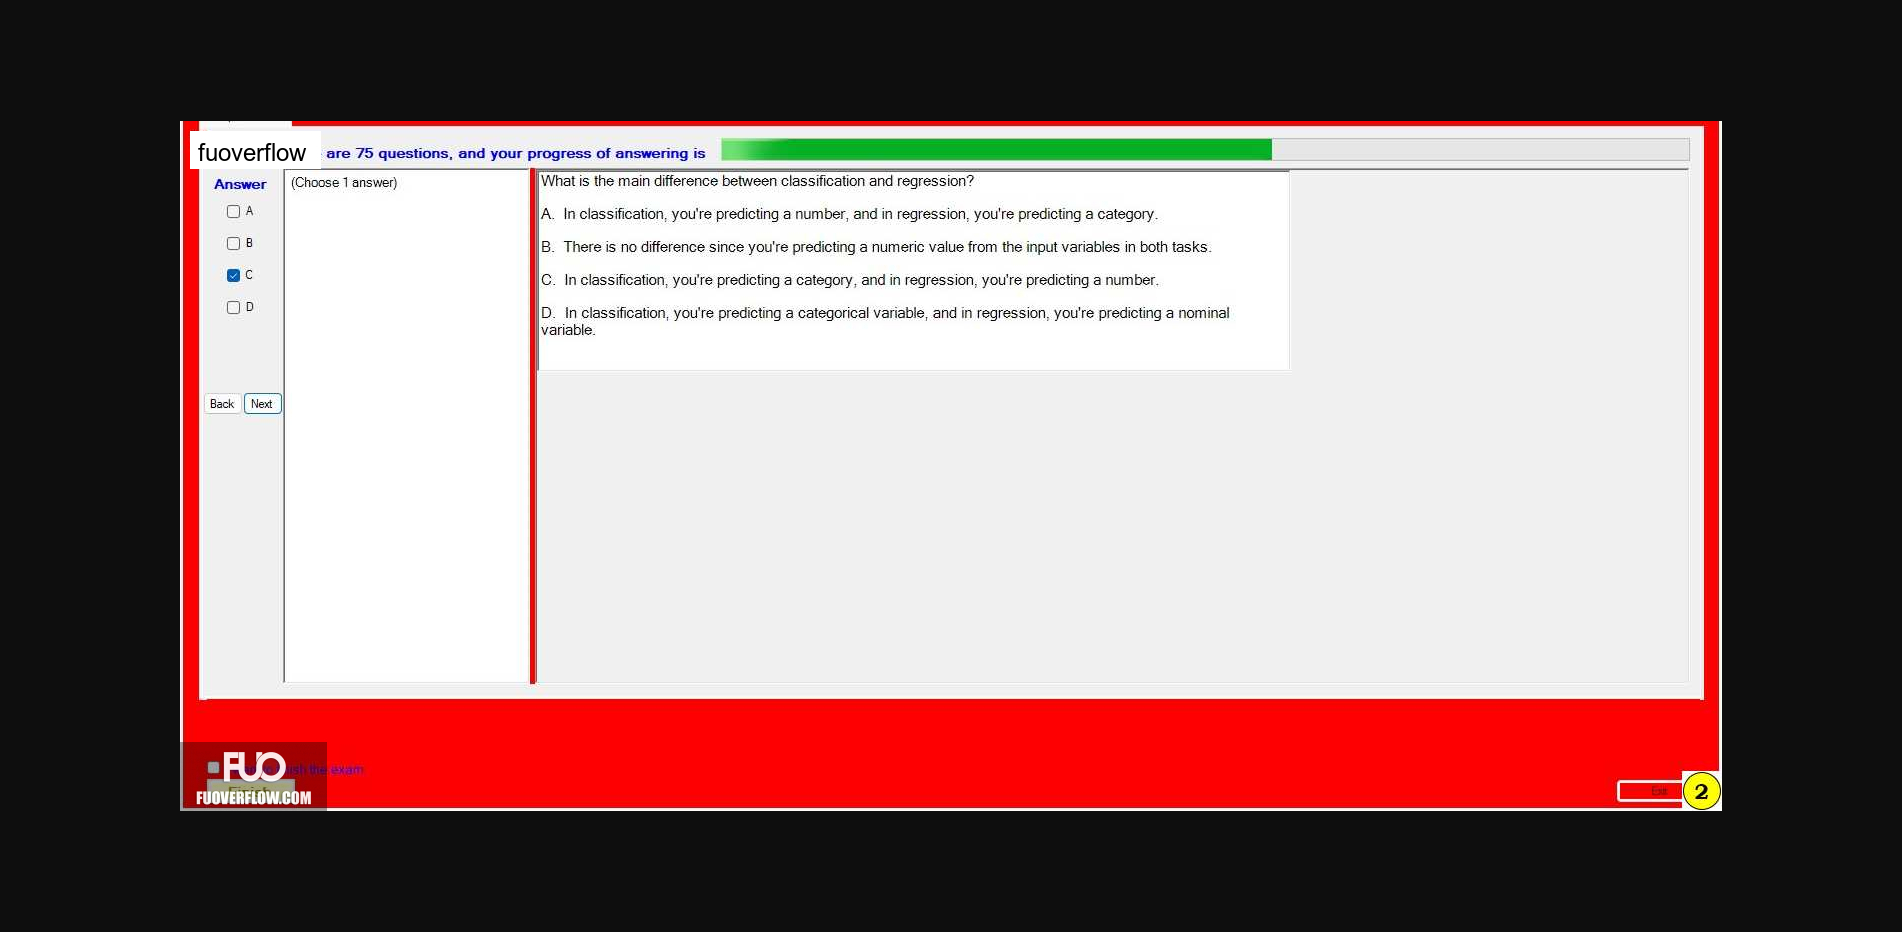 fuoverflow are 75 questions, and your progress of answering is
Answer
(Choose 1 answer)
A
B
C
D
Back Next
What is the main difference between classification and regression?
A. In classification, you're predicting a number, and in regression, you're predicting a category.
B. There is no difference since you're predicting a numeric value from the input variables in both tasks.
C. In classification, you're predicting a category, and in regression, you're predicting a number.
D. In classification, you're predicting a categorical variable, and in regression, you're predicting a nominal
variable.
the exam
FUO
Finish
FUOVERFLOW.COM
Exit
2